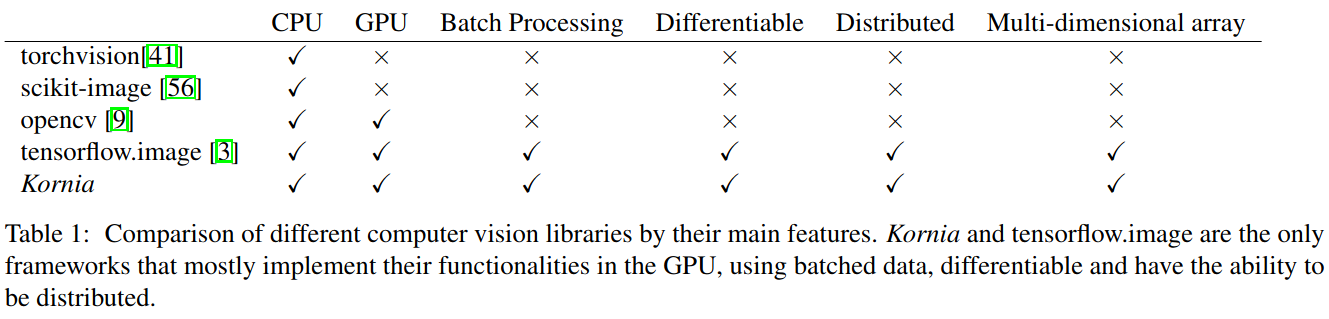 CPU GPU Batch Processing Differentiable Distributed Multi-dimensional array
torchvision[41] ✓ × × × × ×
scikit-image [56] ✓ × × × × ×
opencv [9] ✓ ✓ × × × ×
tensorflow.image [3] ✓ ✓ ✓ ✓ ✓ ✓
Kornia ✓ ✓ ✓ ✓ ✓ ✓
Table 1: Comparison of different computer vision libraries by their main features. Kornia and tensorflow.image are the only
frameworks that mostly implement their functionalities in the GPU, using batched data, differentiable and have the ability to
be distributed.